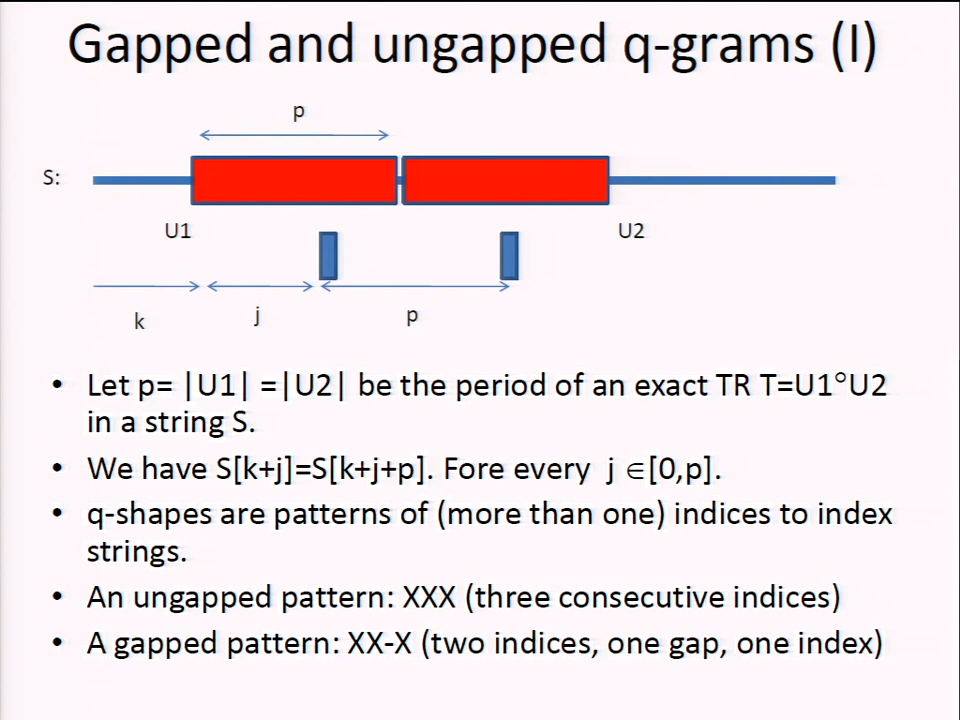 Gapped and ungapped q-grams (I)
p
S:
U1
U2
k
j
p
• Let p= |U1| =|U2| be the period of an exact TR T=U1°U2
in a string S.
• We have S[k+j]=S[k+j+p]. Fore every j ∈[0,p].
• q-shapes are patterns of (more than one) indices to index
strings.
• An ungapped pattern: XXX (three consecutive indices)
• A gapped pattern: XX-X (two indices, one gap, one index)